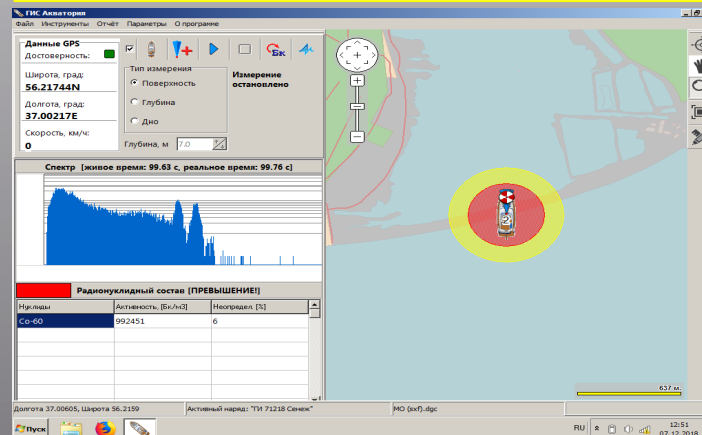 ГИС Акватория
Файл Инструменты Отчёт Параметры О программе
Данные GPS
Достоверность:
Широта, град:
56.21744N
Долгота, град:
37.00217E
Скорость, км/ч:
0
Бк
Тип измерения
Поверхность
Глубина
Дно
Глубина, м 7.0
Измерение
остановлено
Спектр [живое время: 99.63 с, реальное время: 99.76 с]
Радионуклидный состав [ПРЕВЫШЕНИЕ!]
Нуклиды Активность, [Бк/м3] Неопредел. [%]
Co-60 992451 6
2
637 м.
Долгота 37.00605, Широта 56.2159 Активный наряд: "ГИ 71218 Сенеж" МО (sxf).dgc
Пуск RU 12:51
07.12.2018